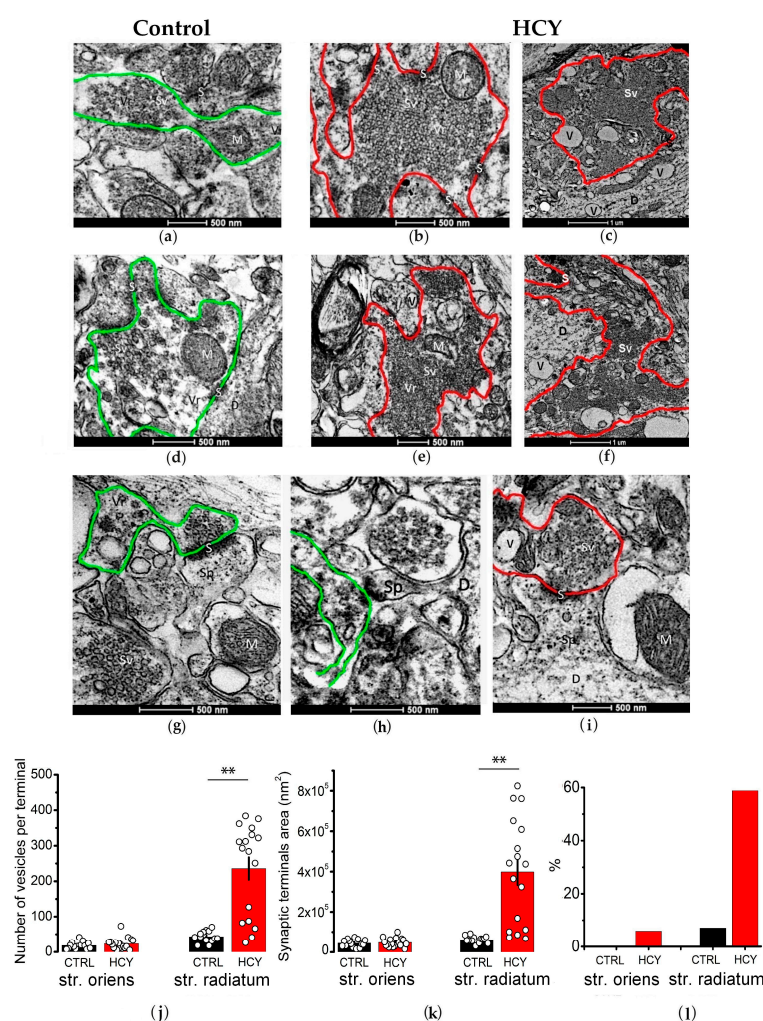 Control HCY
Vr Sv S M V
500 nm
(a)
S M Sv Vr S S
500 nm
(b)
Sv V V V D
1 um
(c)
S M Vr S D
500 nm
(d)
V S M Sv Vr
500 nm
(e)
S D Sv V
1 um
(f)
Vr S Sp Sv M
500 nm
(g)
Sp D
500 nm
(h)
V Sv S Sp M D
500 nm
(i)
Number of vesicles per terminal
500
400
300
200
100
0
**
CTRL HCY CTRL HCY
str. oriens str. radiatum
(j)
Synaptic terminals area (nm²)
8x10⁵
6x10⁵
4x10⁵
2x10⁵
0
**
CTRL HCY CTRL HCY
str. oriens str. radiatum
(k)
%
60
40
20
0
CTRL HCY CTRL HCY
str. oriens str. radiatum
(l)